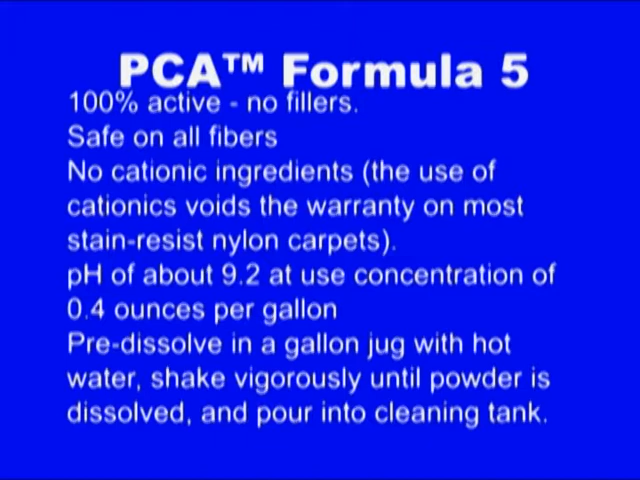 PCA™ Formula 5
100% active - no fillers.
Safe on all fibers
No cationic ingredients (the use of
cationics voids the warranty on most
stain-resist nylon carpets).
pH of about 9.2 at use concentration of
0.4 ounces per gallon
Pre-dissolve in a gallon jug with hot
water, shake vigorously until powder is
dissolved, and pour into cleaning tank.